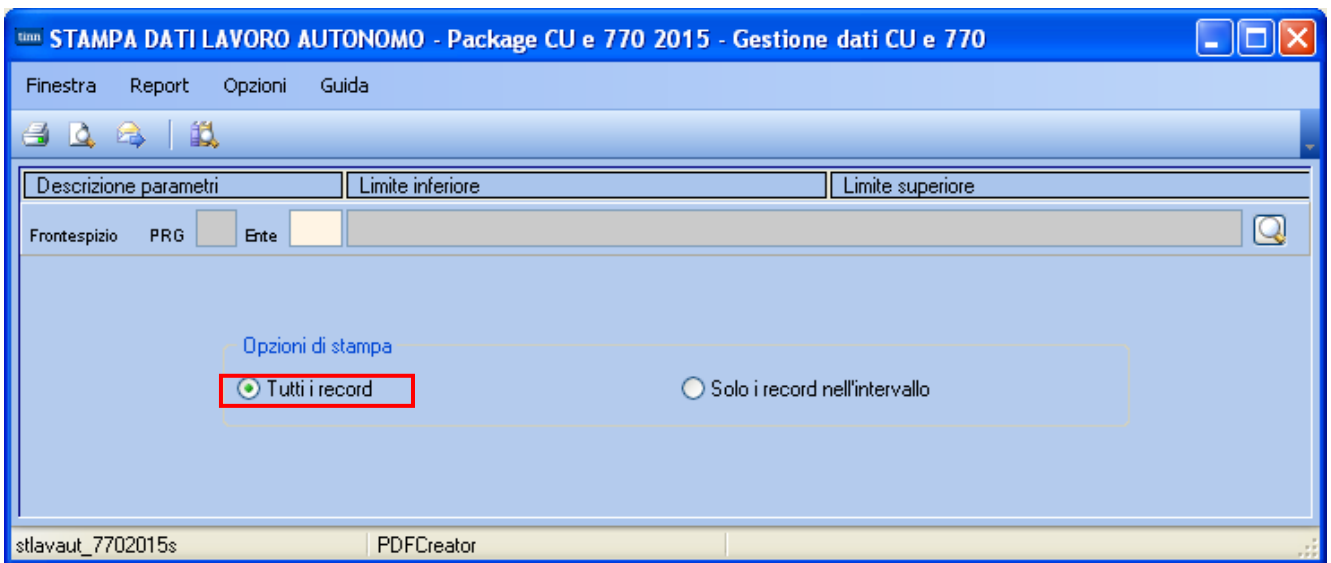 tinn STAMPA DATI LAVORO AUTONOMO - Package CU e 770 2015 - Gestione dati CU e 770
Finestra Report Opzioni Guida
Descrizione parametri Limite inferiore Limite superiore
Frontespizio PRG Ente
Opzioni di stampa
Tutti i record Solo i record nell'intervallo
stlavaut_7702015s PDFCreator